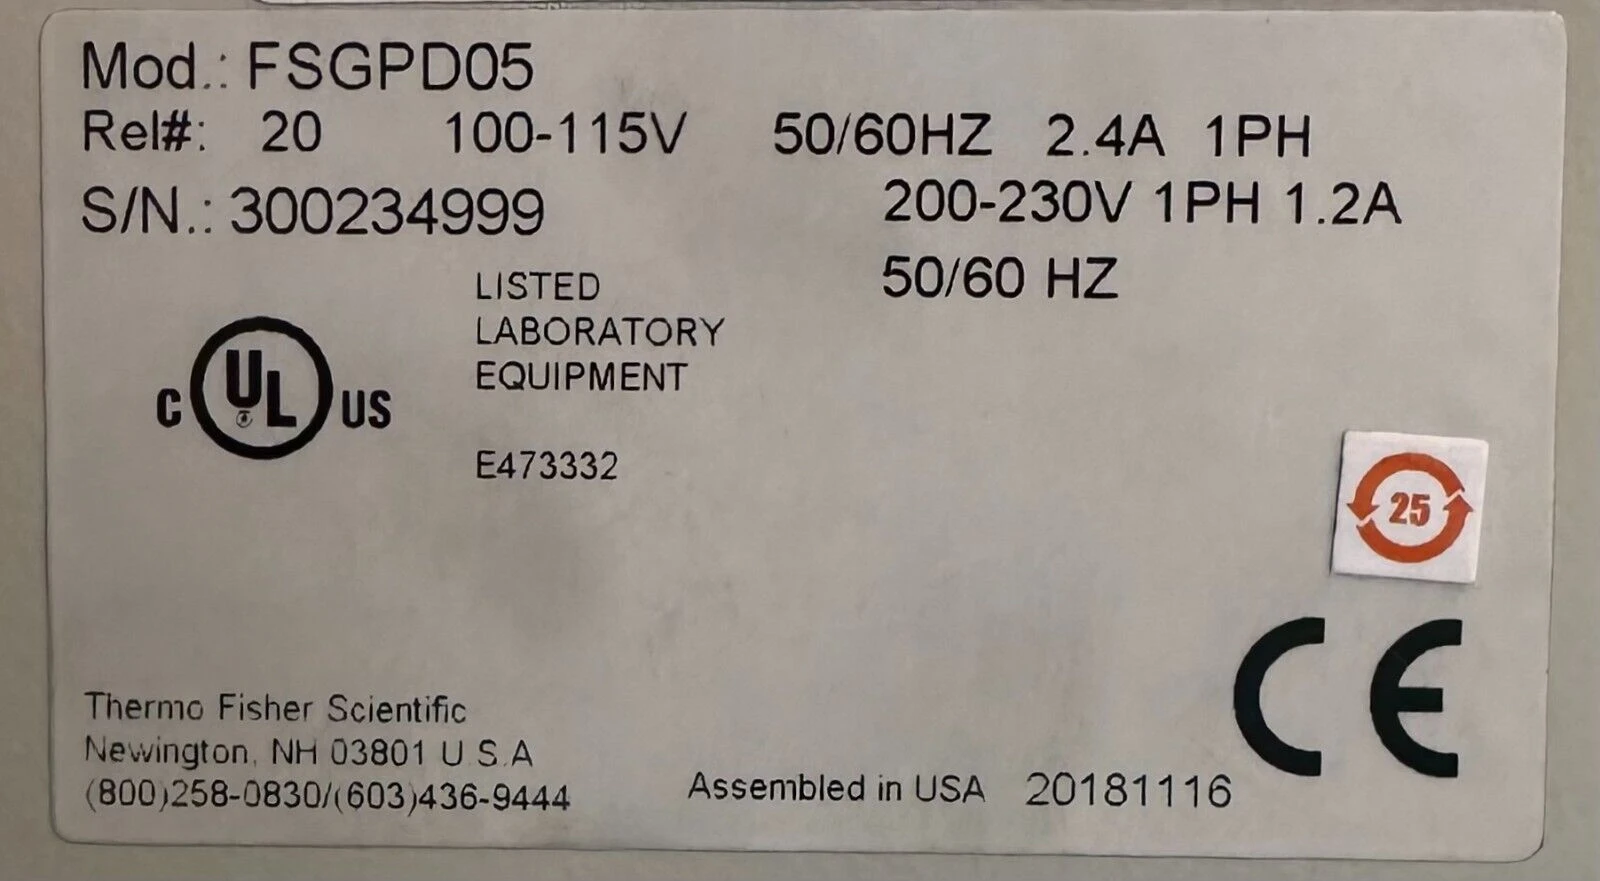 Mod.: FSGPD05
Rel#: 20 100-115V 50/60HZ 2.4A 1PH
S/N.: 300234999 200-230V 1PH 1.2A
50/60 HZ
LISTED
LABORATORY
EQUIPMENT
C UL US
E473332
25
CE
Thermo Fisher Scientific
Newington, NH 03801 U.S.A
(800)258-0830/(603)436-9444
Assembled in USA 20181116